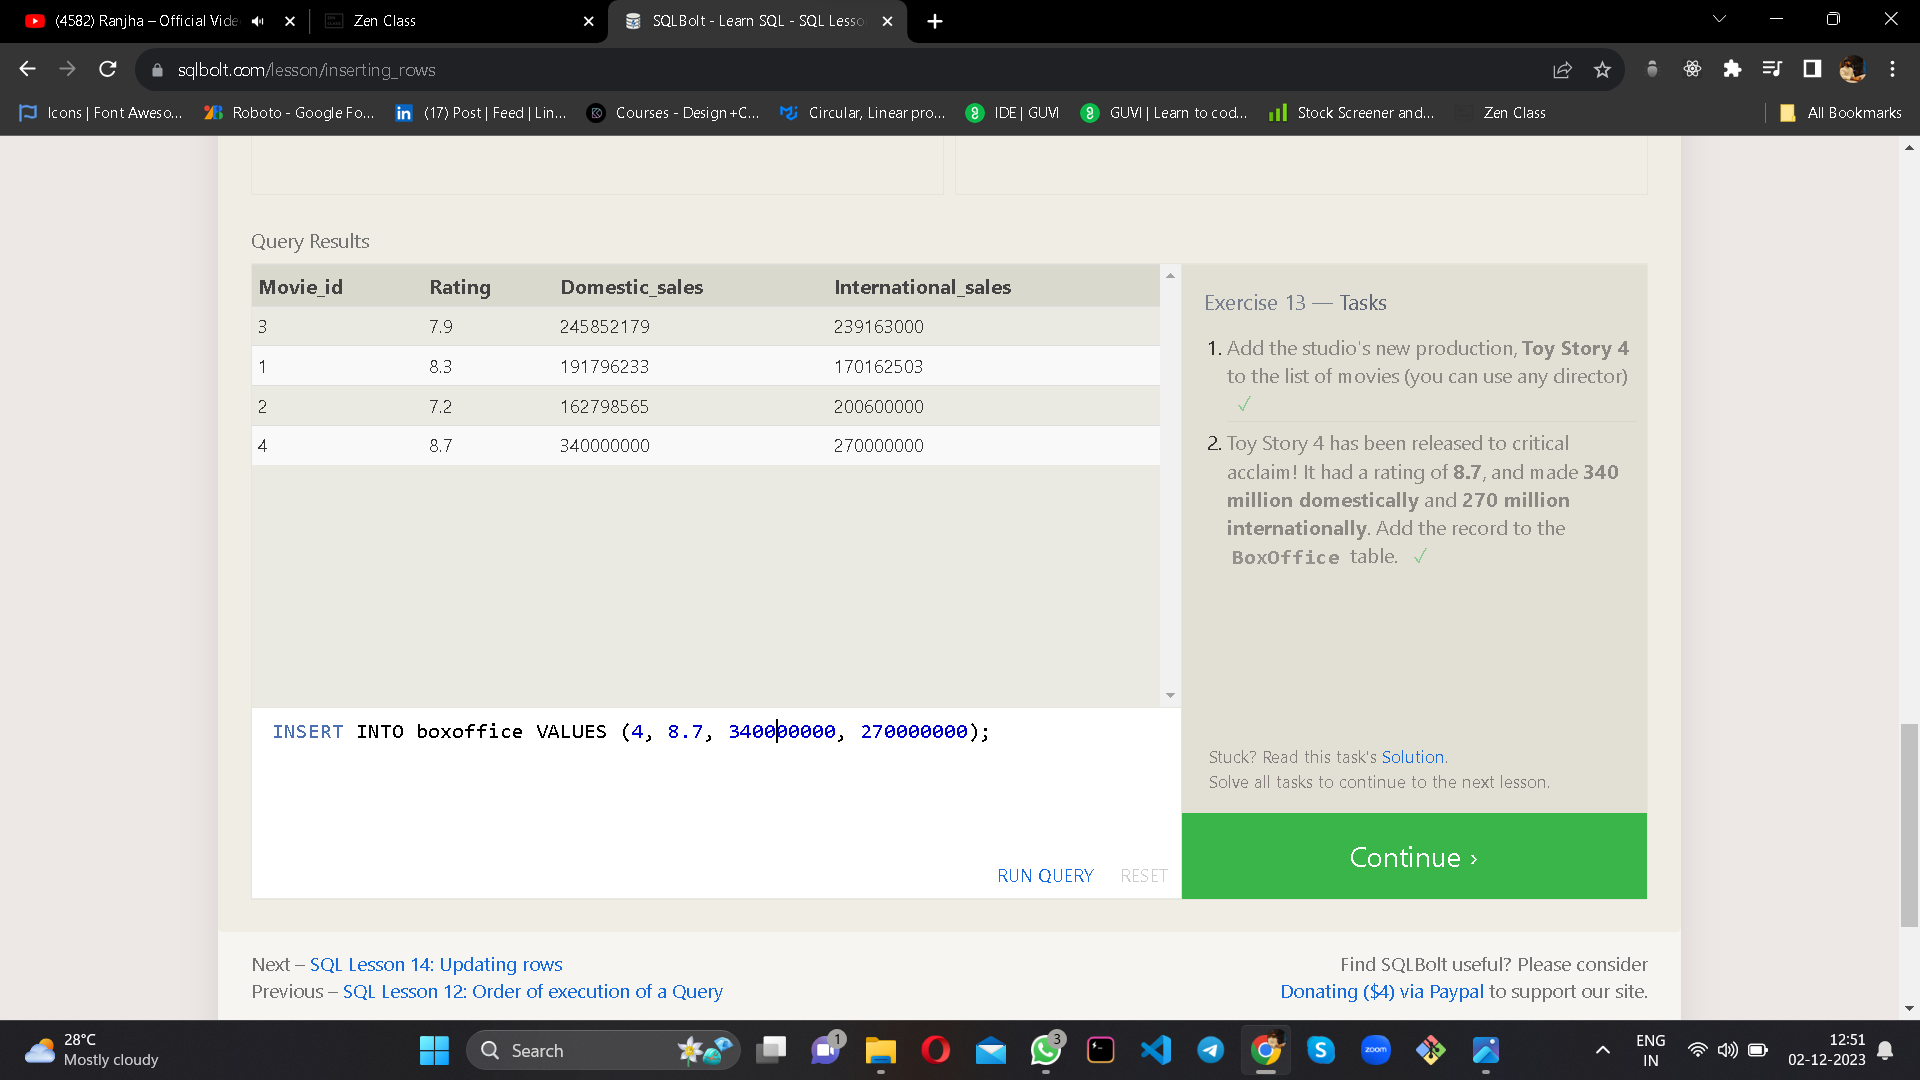 (4582) Ranjha – Official Vide
Zen Class
SQLBolt - Learn SQL - SQL Lesso
sqlbolt.com/lesson/inserting_rows
Icons | Font Aweso...
Roboto - Google Fo...
(17) Post | Feed | Lin...
Courses - Design+C...
Circular, Linear pro...
IDE | GUVI
GUVI | Learn to cod...
Stock Screener and...
Zen Class
All Bookmarks
Query Results
Movie_id Rating Domestic_sales International_sales
3 7.9 245852179 239163000
1 8.3 191796233 170162503
2 7.2 162798565 200600000
4 8.7 340000000 270000000
INSERT INTO boxoffice VALUES (4, 8.7, 340000000, 270000000);
RUN QUERY RESET
Exercise 13 — Tasks
1. Add the studio's new production, Toy Story 4
to the list of movies (you can use any director)
✓
2. Toy Story 4 has been released to critical
acclaim! It had a rating of 8.7, and made 340
million domestically and 270 million
internationally. Add the record to the
BoxOffice table. ✓
Stuck? Read this task's Solution.
Solve all tasks to continue to the next lesson.
Continue ›
Next – SQL Lesson 14: Updating rows
Previous – SQL Lesson 12: Order of execution of a Query
Find SQLBolt useful? Please consider
Donating ($4) via Paypal to support our site.
28°C
Mostly cloudy
Search
1
3
zoom
ENG
IN
12:51
02-12-2023